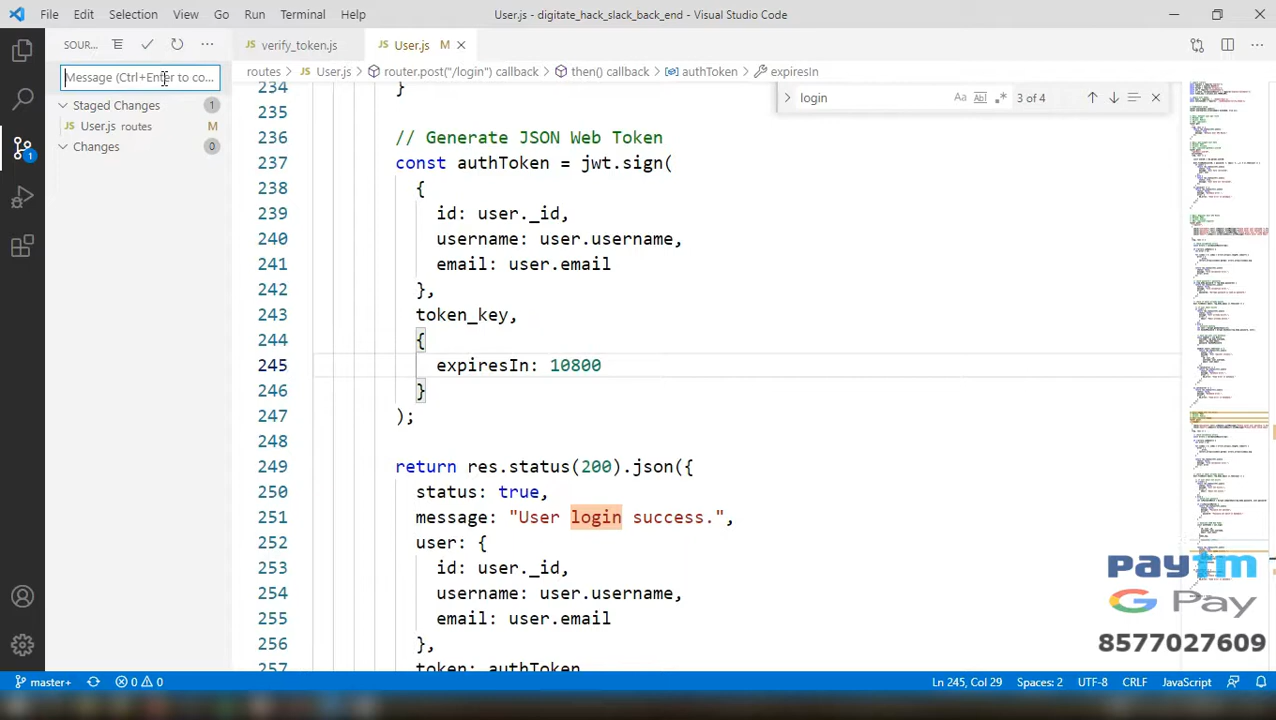 File Edit Selection View Go Run Terminal Help User.js - digitate_hack_slack_back_end - Visual Studio Code
SOUR...
verify_token.js User.js M
Message (Ctrl+Enter to co...
routes > User.js > router.post("/login") callback > then() callback > authToken > expiresIn
login Aa Ab 3 of 4
Staged Changes 1
User.js routes M
Changes 0
1
234 }
235
236 // Generate JSON Web Token
237 const authToken = jwt.sign(
238 {
239 id: user._id,
240 username: user.username,
241 email: user.email
242 },
243 token_key,
244 {
245 expiresIn: 10800
246 }
247 );
248
249 return res.status(200).json({
250 status: true,
251 message: "User login success.",
252 user: {
253 id: user._id,
254 username: user.username,
255 email: user.email
256 },
257 token: authToken
Paytm
G Pay
8577027609
master+ 0 0 Ln 245, Col 29 Spaces: 2 UTF-8 CRLF JavaScript